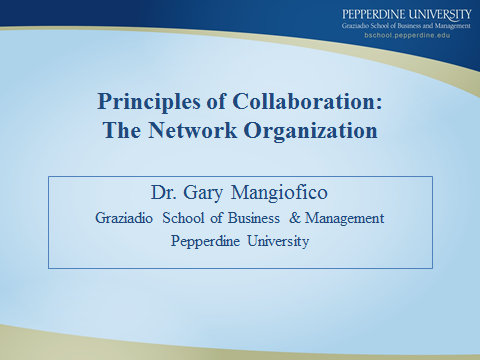 PEPPERDINE UNIVERSITY
Graziadio School of Business and Management
bschool.pepperdine.edu
Principles of Collaboration:
The Network Organization
Dr. Gary Mangiofico
Graziadio School of Business & Management
Pepperdine University